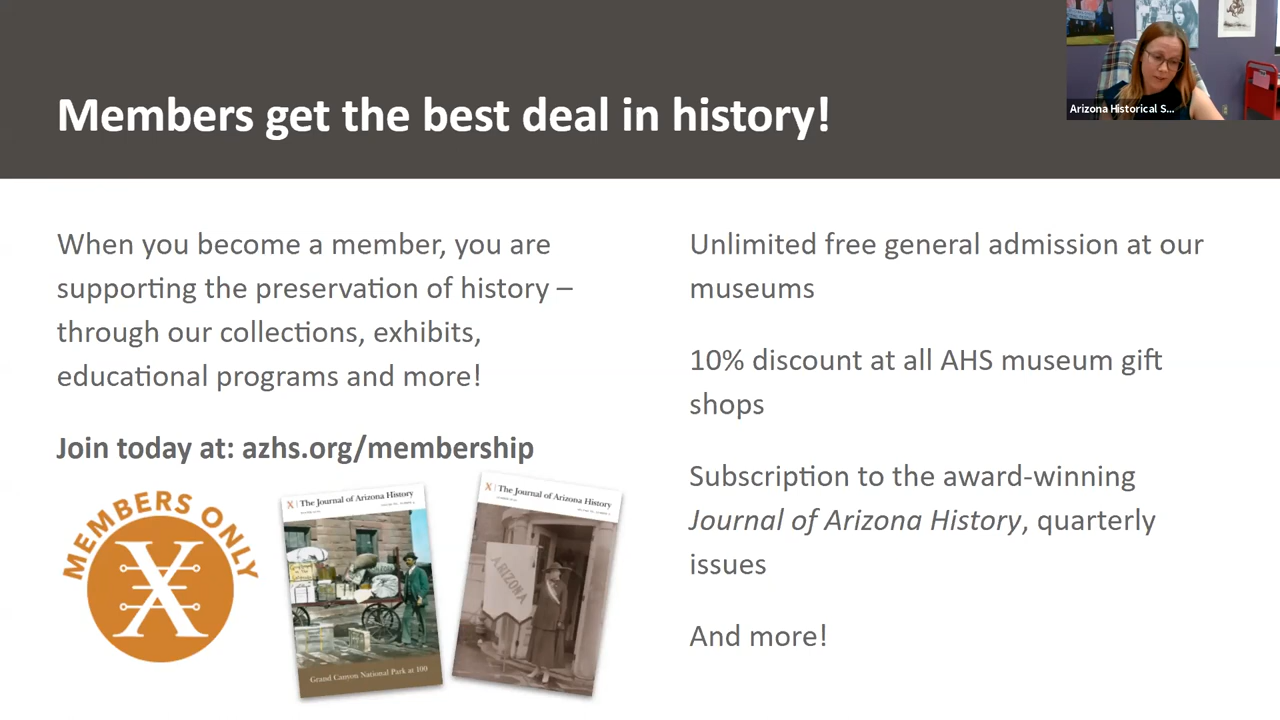 Members get the best deal in history!
Arizona Historical S...
When you become a member, you are
supporting the preservation of history –
through our collections, exhibits,
educational programs and more!
Join today at: azhs.org/membership
MEMBERS ONLY
X
X | The Journal of Arizona History
Grand Canyon National Park at 100
X | The Journal of Arizona History
ARIZONA
Unlimited free general admission at our
museums
10% discount at all AHS museum gift
shops
Subscription to the award-winning
Journal of Arizona History, quarterly
issues
And more!